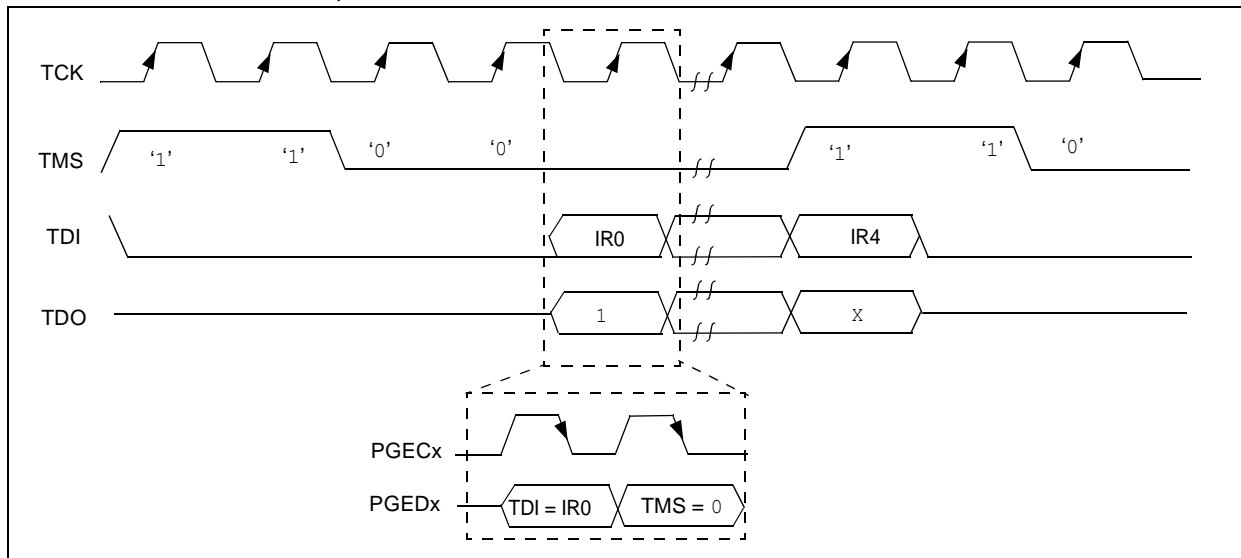 TCK
TMS
‘1’ ‘1’ ‘0’ ‘0’ ‘1’ ‘1’ ‘0’
TDI
IR0 IR4
TDO
1 X
PGECx
PGEDx
TDI = IR0 TMS = 0